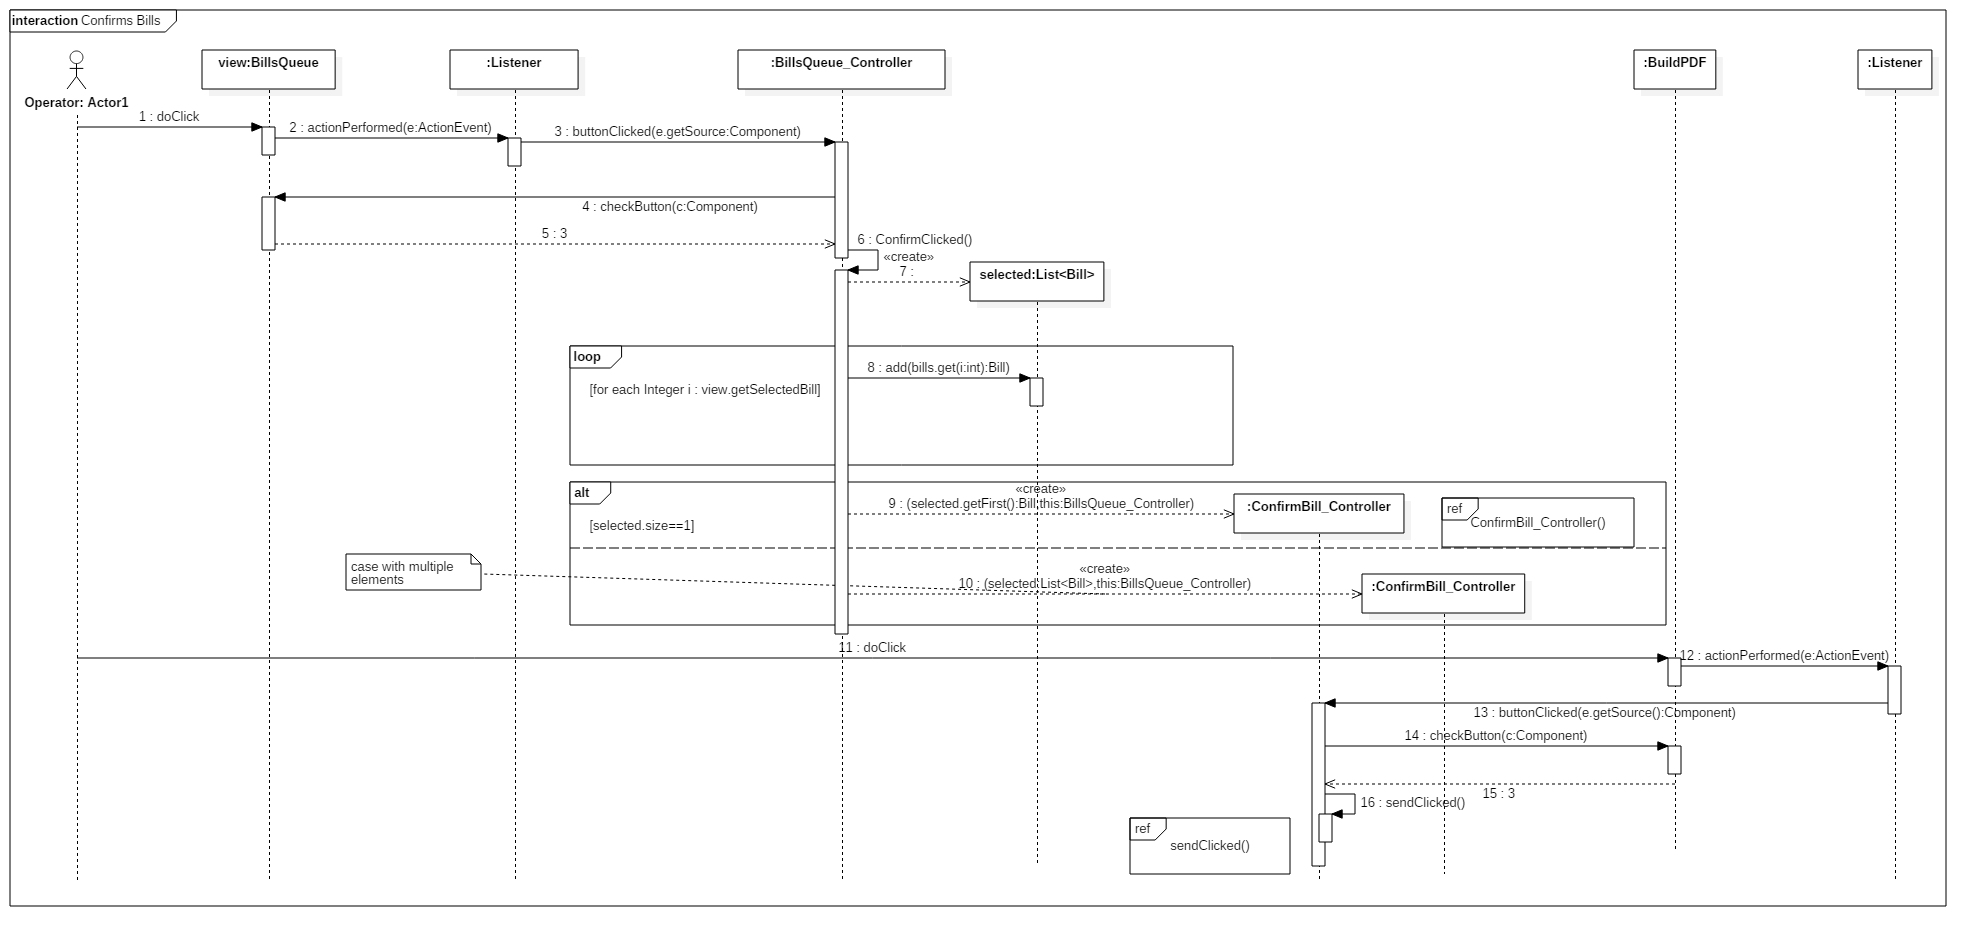 interaction Confirms Bills
Operator: Actor1
view:BillsQueue
:Listener
:BillsQueue_Controller
:BuildPDF
:Listener
1 : doClick
2 : actionPerformed(e:ActionEvent)
3 : buttonClicked(e.getSource:Component)
4 : checkButton(c:Component)
5 : 3
6 : ConfirmClicked()
«create»
7 :
selected:List<Bill>
loop
[for each Integer i : view.getSelectedBill]
8 : add(bills.get(i:int):Bill)
alt
[selected.size==1]
«create»
9 : (selected.getFirst():Bill,this:BillsQueue_Controller)
:ConfirmBill_Controller
ref
ConfirmBill_Controller()
case with multiple
elements
«create»
10 : (selected:List<Bill>,this:BillsQueue_Controller)
:ConfirmBill_Controller
11 : doClick
12 : actionPerformed(e:ActionEvent)
13 : buttonClicked(e.getSource():Component)
14 : checkButton(c:Component)
15 : 3
16 : sendClicked()
ref
sendClicked()